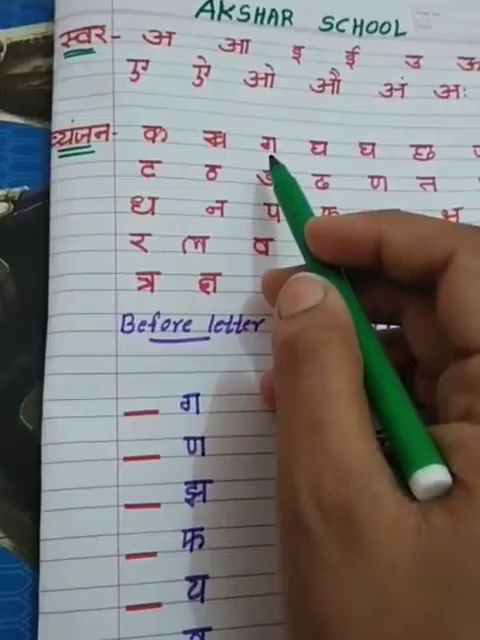 AKSHAR SCHOOL
स्वर- अ आ इ ई उ ऊ
ए ऐ ओ औ अं अः
व्यंजन- क ख ग घ च छ
ट ठ ढ ण त
ध न प
र ल व
त्र ज्ञ
Before letter
_ ग
_ ण
_ झ
_ फ
_ य